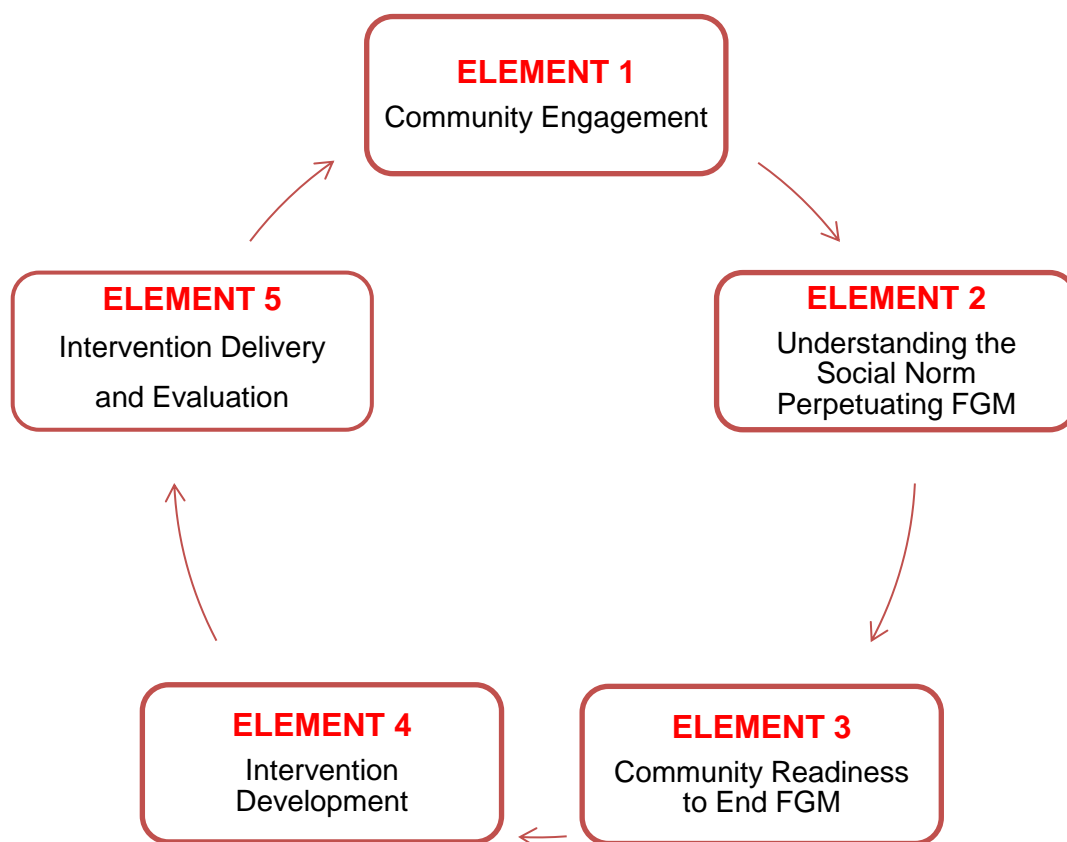 ELEMENT 1
Community Engagement
ELEMENT 2
Understanding the
Social Norm
Perpetuating FGM
ELEMENT 3
Community Readiness
to End FGM
ELEMENT 4
Intervention
Development
ELEMENT 5
Intervention Delivery
and Evaluation